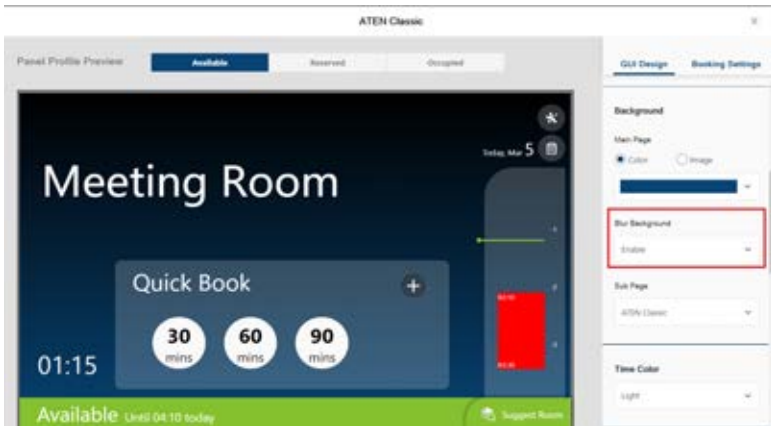 ATEN Classic
Panel Profile Preview
Available
Reserved
Occupied
GUI Design
Booking Settings
Background
Main Page
Color
Image
Blur Background
Enable
Sub Page
ATEN Classic
Time Color
Light
Today, Mar 5
Meeting Room
Quick Book
30 mins
60 mins
90 mins
01:15
Available Until 04:10 today
Suggest Room